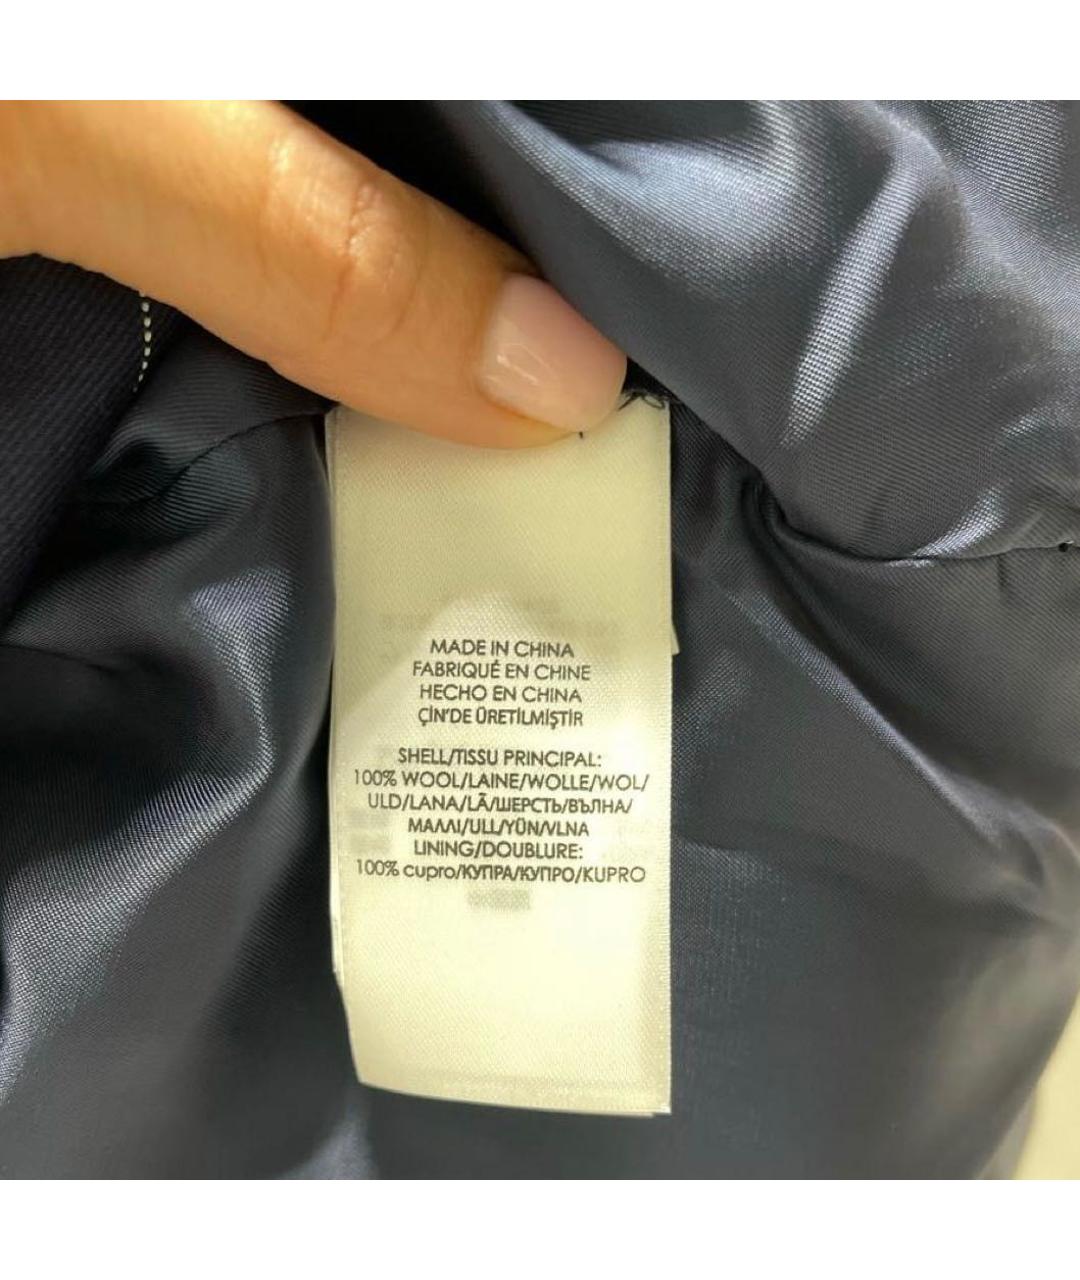 MADE IN CHINA
FABRIQUÉ EN CHINE
HECHO EN CHINA
ÇİN'DE ÜRETİLMİŞTİR
SHELL/TISSU PRINCIPAL:
100% WOOL/LAINE/WOLLE/WOL/
ULD/LANA/LÃ/ШЕРСТЬ/ВЪЛНА/
ΜΑΛΛΙ/ULL/YÜN/VLNA
LINING/DOUBLURE:
100% cupro/КУПРА/КУПРО/KUPRO